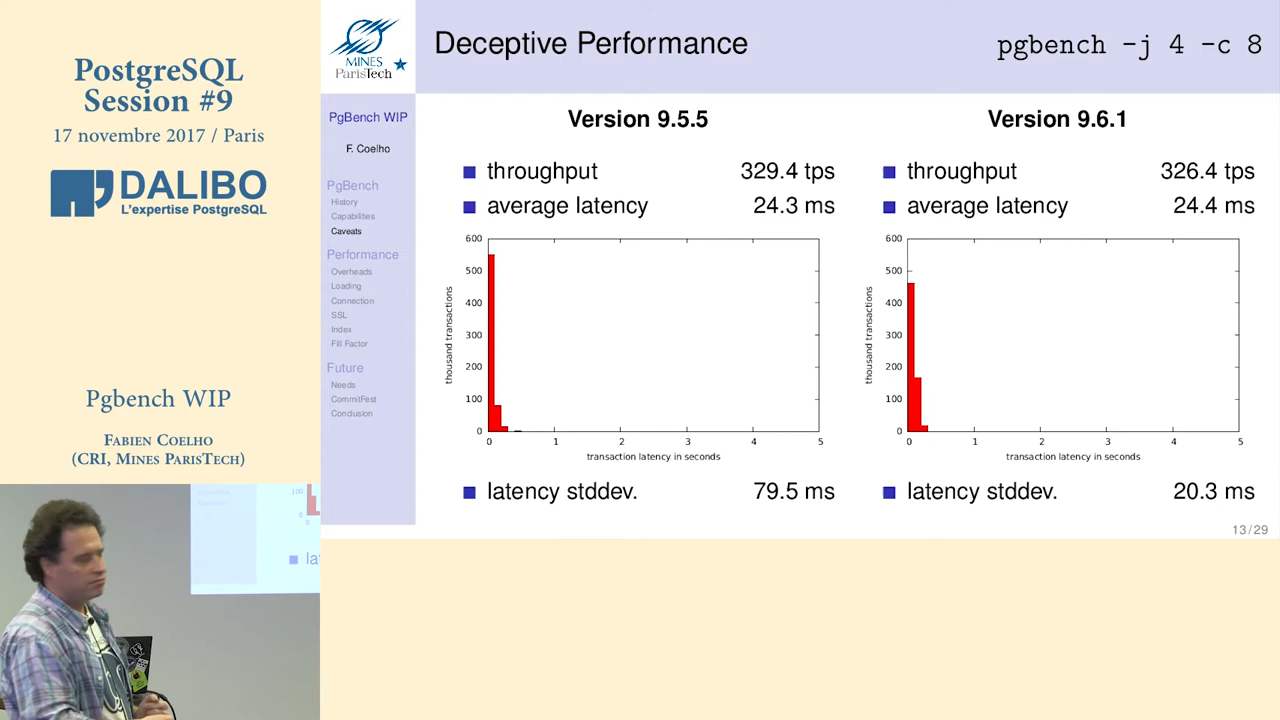 PostgreSQL
Session #9
17 novembre 2017 / Paris
DALIBO
L'expertise PostgreSQL
Pgbench WIP
FABIEN COELHO
(CRI, MINES PARISTECH)
MINES
ParisTech
Deceptive Performance
pgbench -j 4 -c 8
PgBench WIP
F. Coelho
PgBench
History
Capabilities
Caveats
Performance
Overheads
Loading
Connection
SSL
Index
Fill Factor
Future
Needs
CommitFest
Conclusion
Version 9.5.5
throughput 329.4 tps
average latency 24.3 ms
600
500
400
300
200
100
0
thousand transactions
0 1 2 3 4 5
transaction latency in seconds
latency stddev. 79.5 ms
Version 9.6.1
throughput 326.4 tps
average latency 24.4 ms
600
500
400
300
200
100
0
thousand transactions
0 1 2 3 4 5
transaction latency in seconds
latency stddev. 20.3 ms
13/29
100
0
0
la